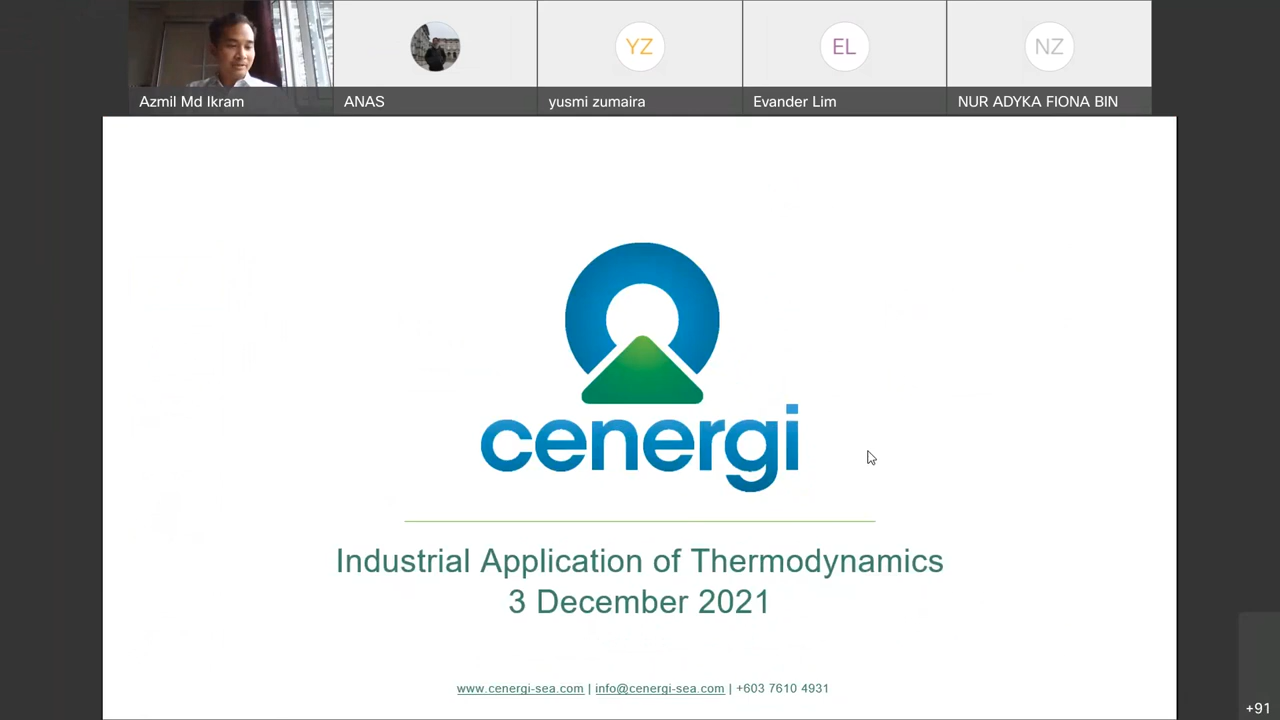 Azmil Md Ikram
ANAS
YZ
yusmi zumaira
EL
Evander Lim
NZ
NUR ADYKA FIONA BIN
cenergi
Industrial Application of Thermodynamics
3 December 2021
www.cenergi-sea.com | info@cenergi-sea.com | +603 7610 4931
+91